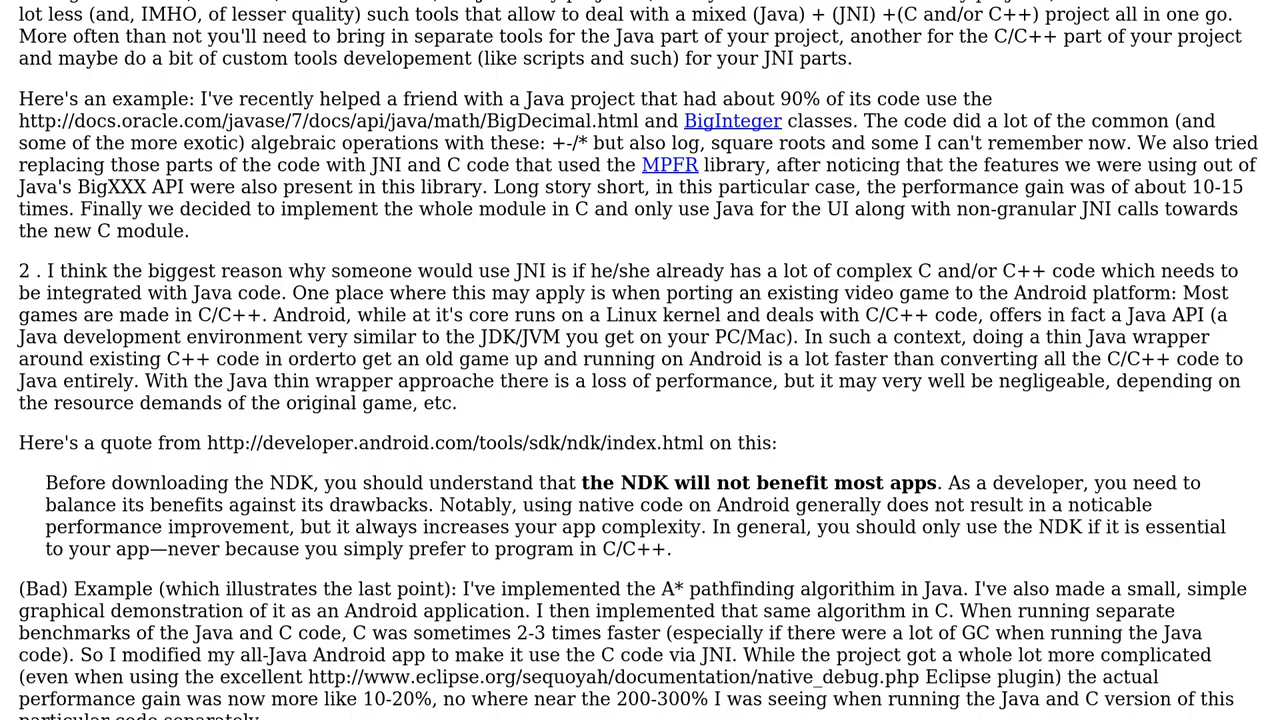 lot less (and, IMHO, of lesser quality) such tools that allow to deal with a mixed (Java) + (JNI) +(C and/or C++) project all in one go.
More often than not you'll need to bring in separate tools for the Java part of your project, another for the C/C++ part of your project
and maybe do a bit of custom tools developement (like scripts and such) for your JNI parts.
Here's an example: I've recently helped a friend with a Java project that had about 90% of its code use the
http://docs.oracle.com/javase/7/docs/api/java/math/BigDecimal.html and BigInteger classes. The code did a lot of the common (and
some of the more exotic) algebraic operations with these: +-/* but also log, square roots and some I can't remember now. We also tried
replacing those parts of the code with JNI and C code that used the MPFR library, after noticing that the features we were using out of
Java's BigXXX API were also present in this library. Long story short, in this particular case, the performance gain was of about 10-15
times. Finally we decided to implement the whole module in C and only use Java for the UI along with non-granular JNI calls towards
the new C module.
2 . I think the biggest reason why someone would use JNI is if he/she already has a lot of complex C and/or C++ code which needs to
be integrated with Java code. One place where this may apply is when porting an existing video game to the Android platform: Most
games are made in C/C++. Android, while at it's core runs on a Linux kernel and deals with C/C++ code, offers in fact a Java API (a
Java development environment very similar to the JDK/JVM you get on your PC/Mac). In such a context, doing a thin Java wrapper
around existing C++ code in orderto get an old game up and running on Android is a lot faster than converting all the C/C++ code to
Java entirely. With the Java thin wrapper approache there is a loss of performance, but it may very well be negligeable, depending on
the resource demands of the original game, etc.
Here's a quote from http://developer.android.com/tools/sdk/ndk/index.html on this:
Before downloading the NDK, you should understand that the NDK will not benefit most apps. As a developer, you need to
balance its benefits against its drawbacks. Notably, using native code on Android generally does not result in a noticable
performance improvement, but it always increases your app complexity. In general, you should only use the NDK if it is essential
to your app—never because you simply prefer to program in C/C++.
(Bad) Example (which illustrates the last point): I've implemented the A* pathfinding algorithim in Java. I've also made a small, simple
graphical demonstration of it as an Android application. I then implemented that same algorithm in C. When running separate
benchmarks of the Java and C code, C was sometimes 2-3 times faster (especially if there were a lot of GC when running the Java
code). So I modified my all-Java Android app to make it use the C code via JNI. While the project got a whole lot more complicated
(even when using the excellent http://www.eclipse.org/sequoyah/documentation/native_debug.php Eclipse plugin) the actual
performance gain was now more like 10-20%, no where near the 200-300% I was seeing when running the Java and C version of this
particular code separately.